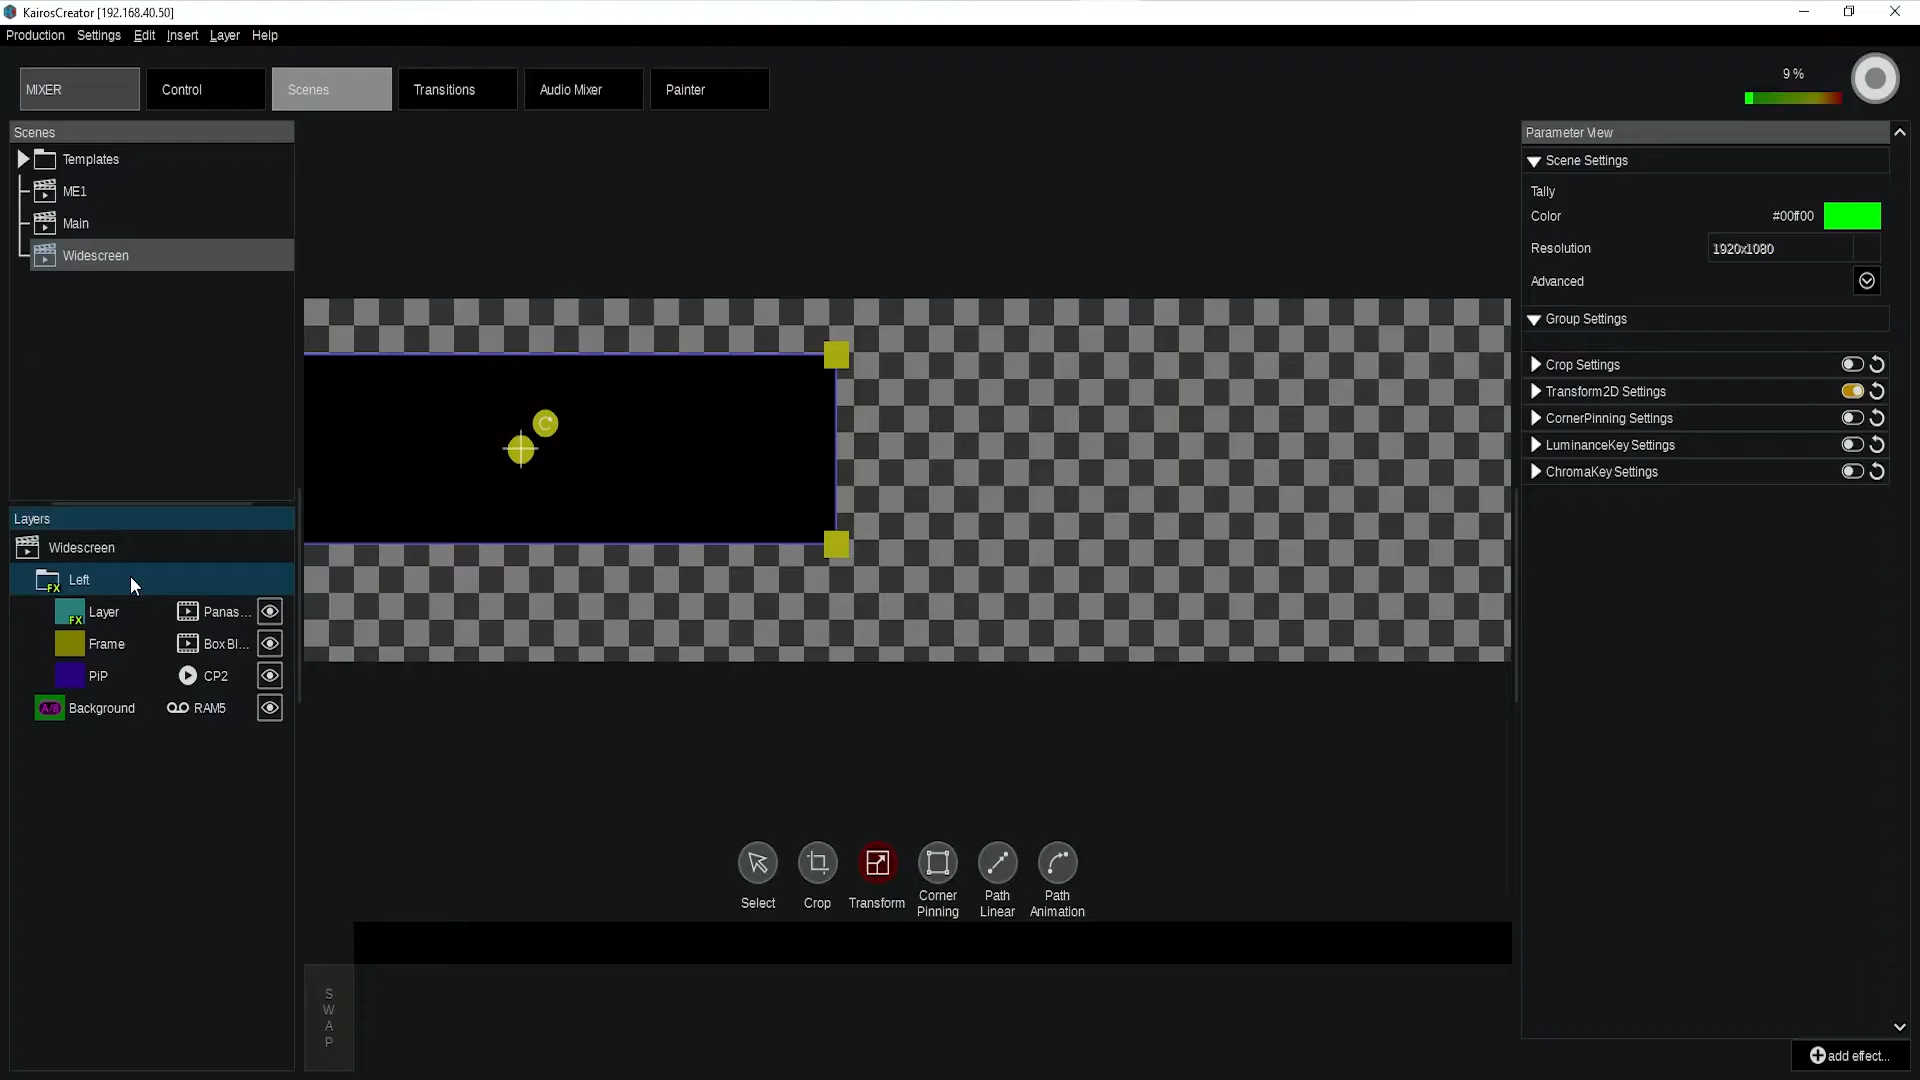 KairosCreator [192.168.40.50]
Production Settings Edit Insert Layer Help
MIXER Control Scenes Transitions Audio Mixer Painter
9 %
Scenes
Templates
ME1
Main
Widescreen
Layers
Widescreen
Left
FX
Layer Panas...
FX
Frame Box Bl...
PiP CP2
A/B Background RAM5
Select
Crop
Transform
Corner
Pinning
Path
Linear
Path
Animation
S
W
A
P
Parameter View
Scene Settings
Tally
Color #00ff00
Resolution 1920x1080
Advanced
Group Settings
Crop Settings
Transform2D Settings
CornerPinning Settings
LuminanceKey Settings
ChromaKey Settings
add effect...